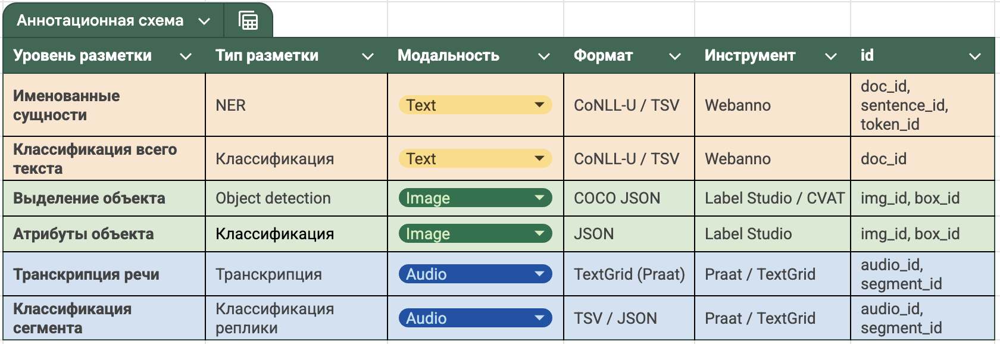 Аннотационная схема
Уровень разметки Тип разметки Модальность Формат Инструмент id
Именованные сущности NER Text CoNLL-U / TSV Webanno doc_id, sentence_id, token_id
Классификация всего текста Классификация Text CoNLL-U / TSV Webanno doc_id
Выделение объекта Object detection Image COCO JSON Label Studio / CVAT img_id, box_id
Атрибуты объекта Классификация Image JSON Label Studio img_id, box_id
Транскрипция речи Транскрипция Audio TextGrid (Praat) Praat / TextGrid audio_id, segment_id
Классификация сегмента Классификация реплики Audio TSV / JSON Praat / TextGrid audio_id, segment_id